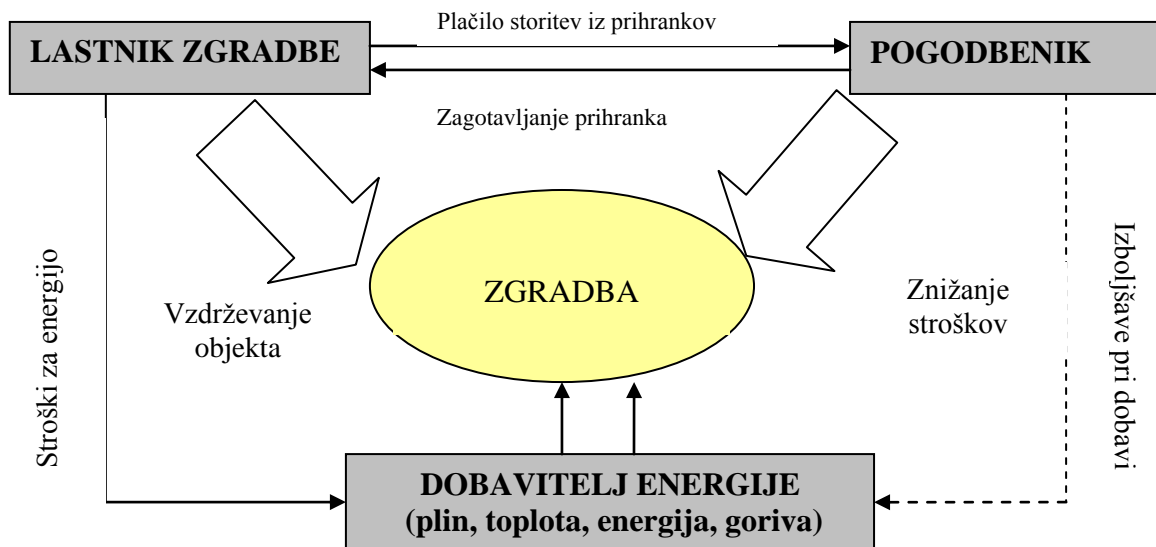 Plačilo storitev iz prihrankov
LASTNIK ZGRADBE
POGODBENIK
Zagotavljanje prihranka
ZGRADBA
Vzdrževanje
objekta
Znižanje
stroškov
Stroški za energijo
Izboljšave pri dobavi
DOBAVITELJ ENERGIJE
(plin, toplota, energija, goriva)